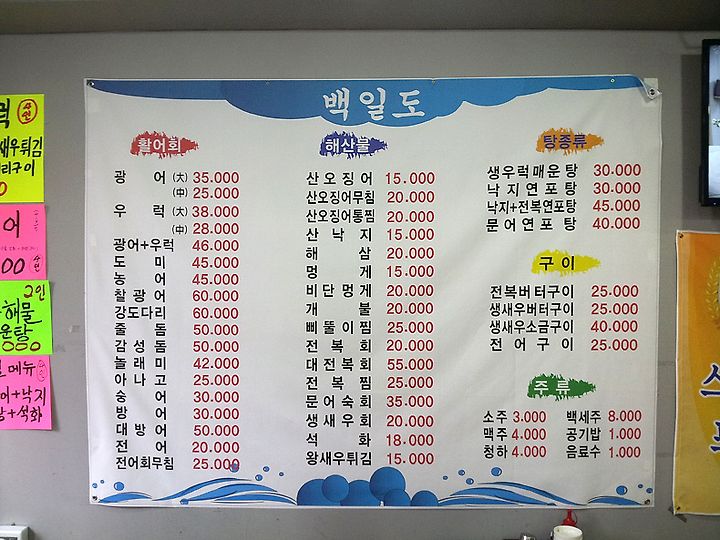 백일도
활어회
광 어 (大) 35.000
(中) 25.000
우 럭 (大) 38.000
(中) 28.000
광어+우럭 46.000
도 미 45.000
농 어 45.000
찰 광 어 60.000
강도다리 60.000
줄 돔 50.000
감 성 돔 50.000
놀 래 미 42.000
아 나 고 25.000
숭 어 30.000
방 어 30.000
대 방 어 50.000
전 어 20.000
전어회무침 25.000
해산물
산 오 징 어 15.000
산오징어무침 20.000
산오징어통찜 20.000
산 낙 지 15.000
해 삼 20.000
멍 게 15.000
비 단 멍 게 20.000
개 불 20.000
삐 뚤 이 찜 25.000
전 복 회 20.000
대 전 복 회 55.000
전 복 찜 25.000
문 어 숙 회 35.000
생 새 우 회 20.000
석 화 18.000
왕새우튀김 15.000
탕종류
생우럭매운탕 30.000
낙 지 연 포 탕 30.000
낙지+전복연포탕 45.000
문 어 연 포 탕 40.000
구 이
전복버터구이 25.000
생새우버터구이 25.000
생새우소금구이 40.000
전 어 구 이 25.000
주 류
소주 3.000 백세주 8.000
맥주 4.000 공기밥 1.000
청하 4.000 음료수 1.000
새우튀김
어
00
2인
해물
운탕
000
메뉴
어+낙지
+석화